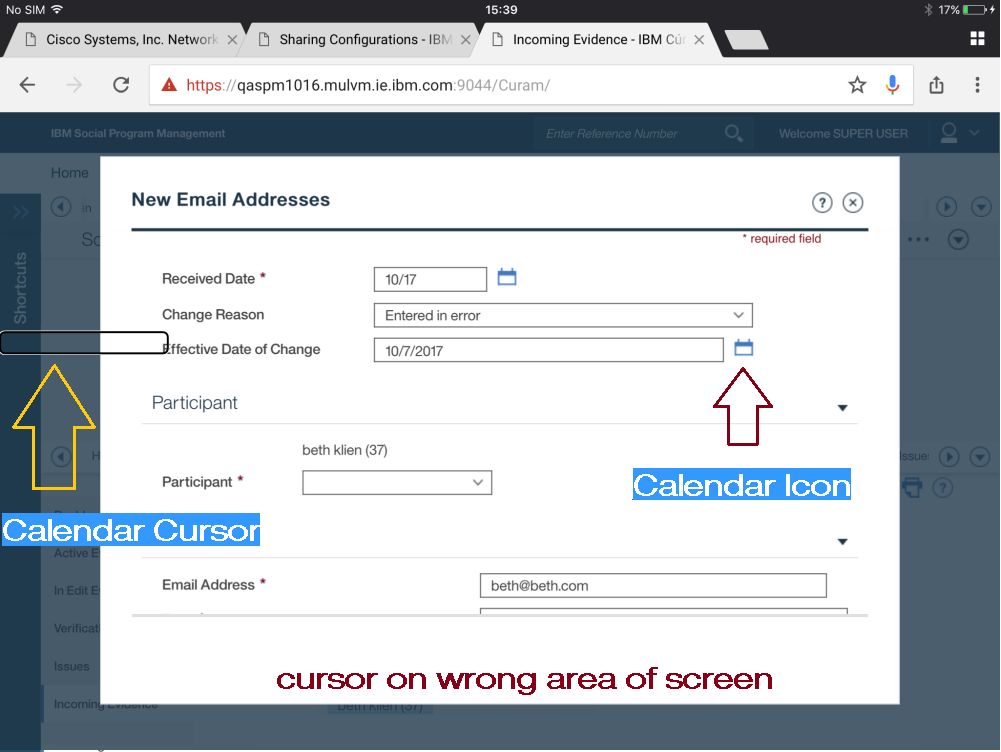 No SIM 15:39 17%
Cisco Systems, Inc. Network Sharing Configurations - IBM Incoming Evidence - IBM Cúr
https://qaspm1016.mulvm.ie.ibm.com:9044/Curam/
IBM Social Program Management Enter Reference Number Welcome SUPER USER
Home
New Email Addresses ?
in
* required field
So
Shortcuts
Received Date * 10/17
Change Reason Entered in error
Effective Date of Change 10/7/2017
Participant
beth klien (37)
H
Issue:
Participant *
Calendar Icon
?
Calendar Cursor
Active E
Email Address * beth@beth.com
In Edit E
Verificat
Issues
cursor on wrong area of screen
Incoming Evidence
beth klien (37)